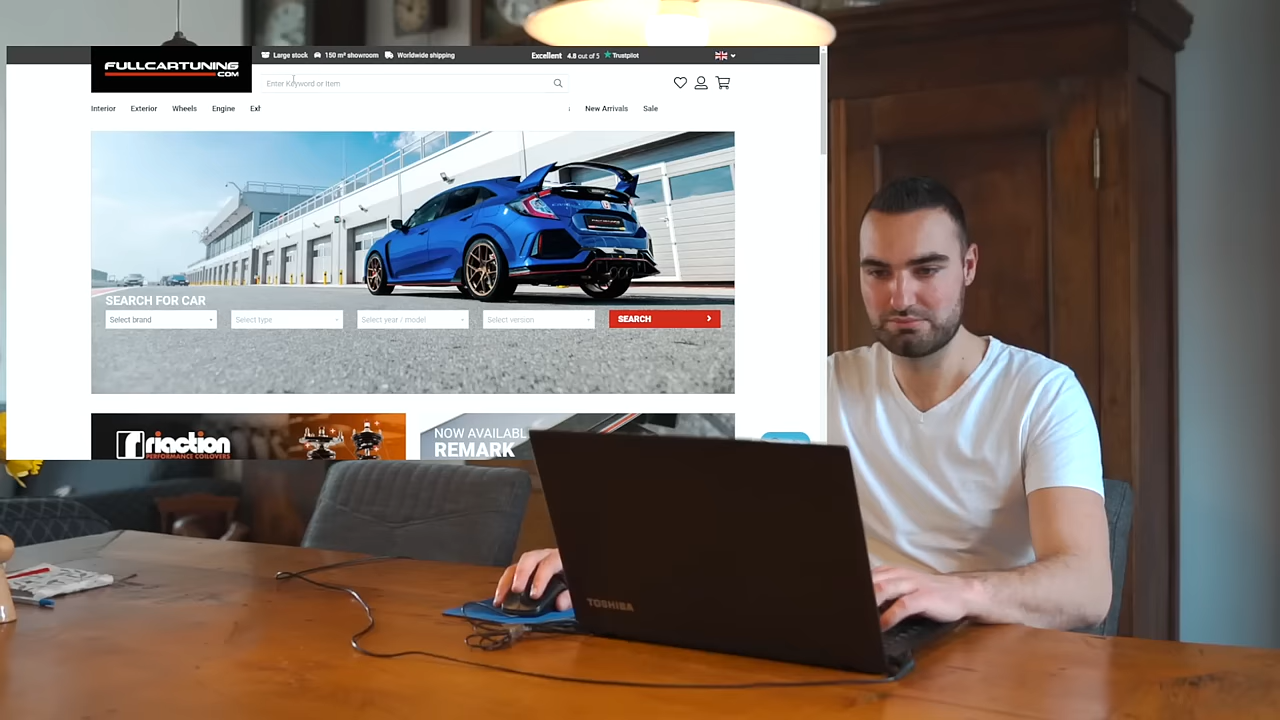 FULLCARTUNING
.COM
Large stock 150 m² showroom Worldwide shipping
Excellent 4.8 out of 5 Trustpilot
Enter Keyword or Item
Interior Exterior Wheels Engine Exh New Arrivals Sale
SEARCH FOR CAR
Select brand Select type Select year / model Select version SEARCH
riaction
PERFORMANCE COILOVERS
NOW AVAILABL
REMARK
TOSHIBA